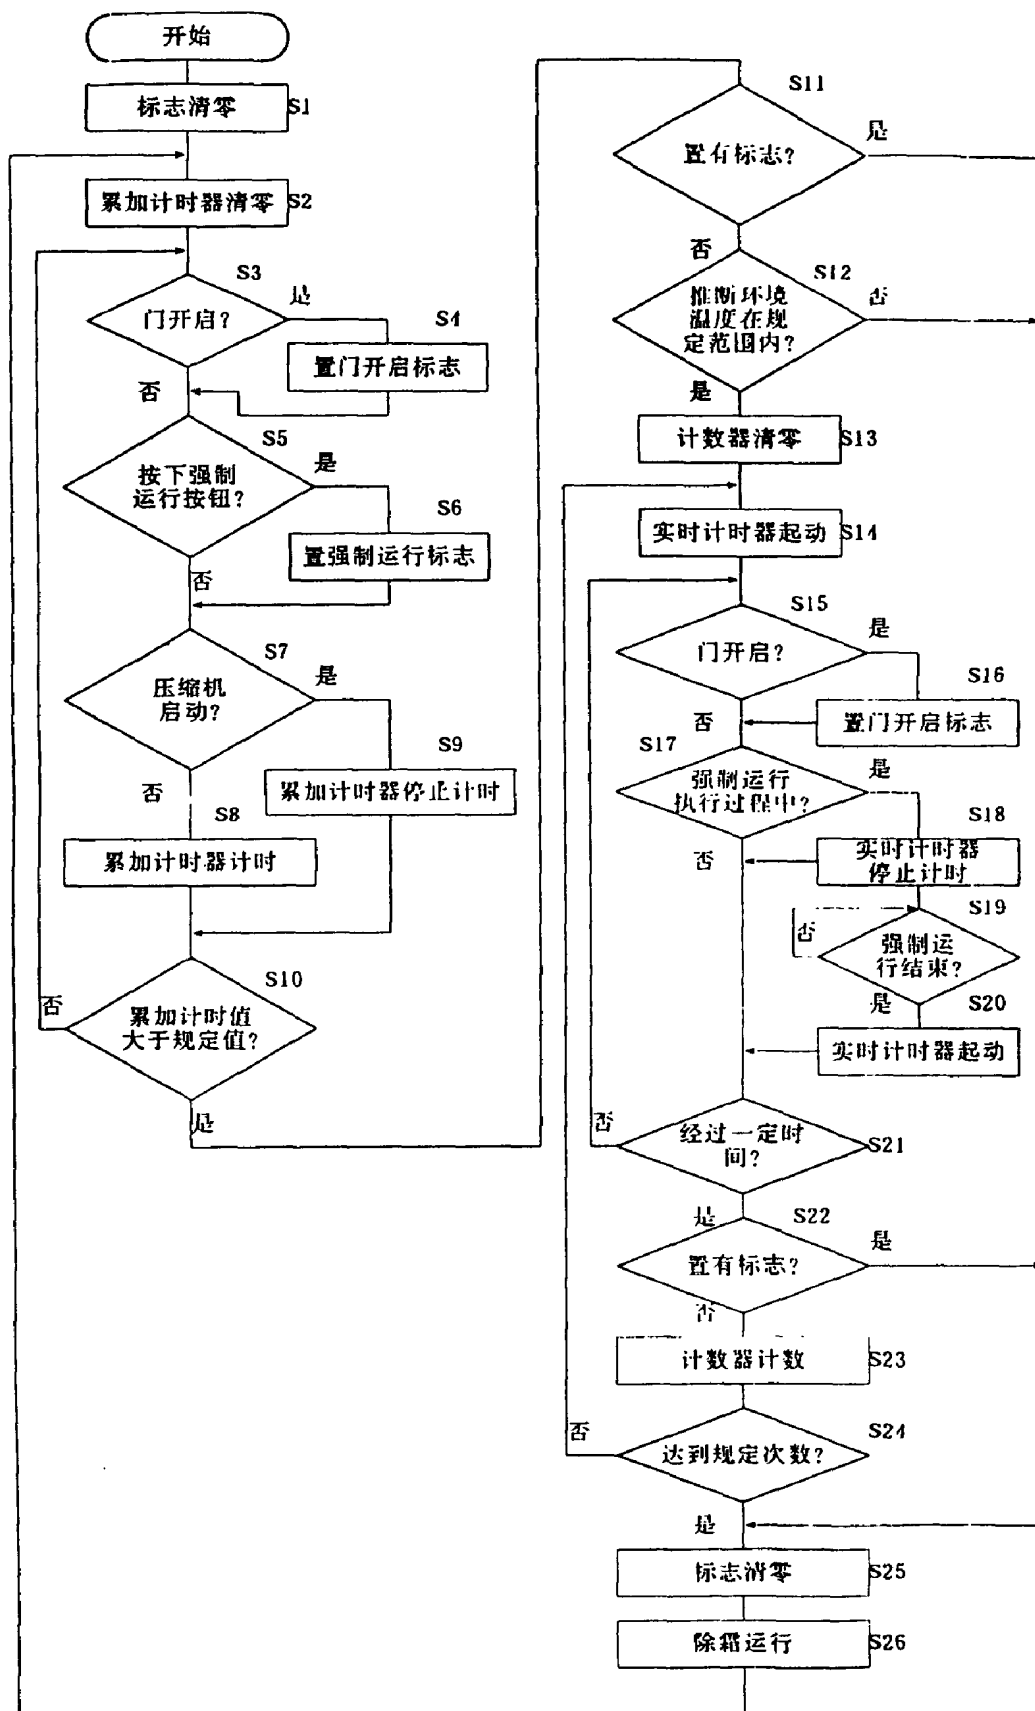 开始
标志清零 S1
累加计时器清零 S2
S3
门开启?
是
S4
置门开启标志
否
S5
按下强制
运行按钮?
是
S6
置强制运行标志
否
S7
压缩机
启动?
是
S9
累加计时器停止计时
否
S8
累加计时器计时
S10
累加计时值
大于规定值?
否
是
S11
置有标志?
是
否
S12
推断环境
温度在规
定范围内?
否
是
计数器清零 S13
实时计时器起动 S14
S15
门开启?
是
S16
置门开启标志
否
S17
强制运行
执行过程中?
是
S18
实时计时器
停止计时
否
S19
强制运
行结束?
否
是
S20
实时计时器起动
经过一定时
间?
S21
否
是
S22
置有标志?
是
否
计数器计数 S23
达到规定次数?
S24
否
是
标志清零 S25
除霜运行 S26